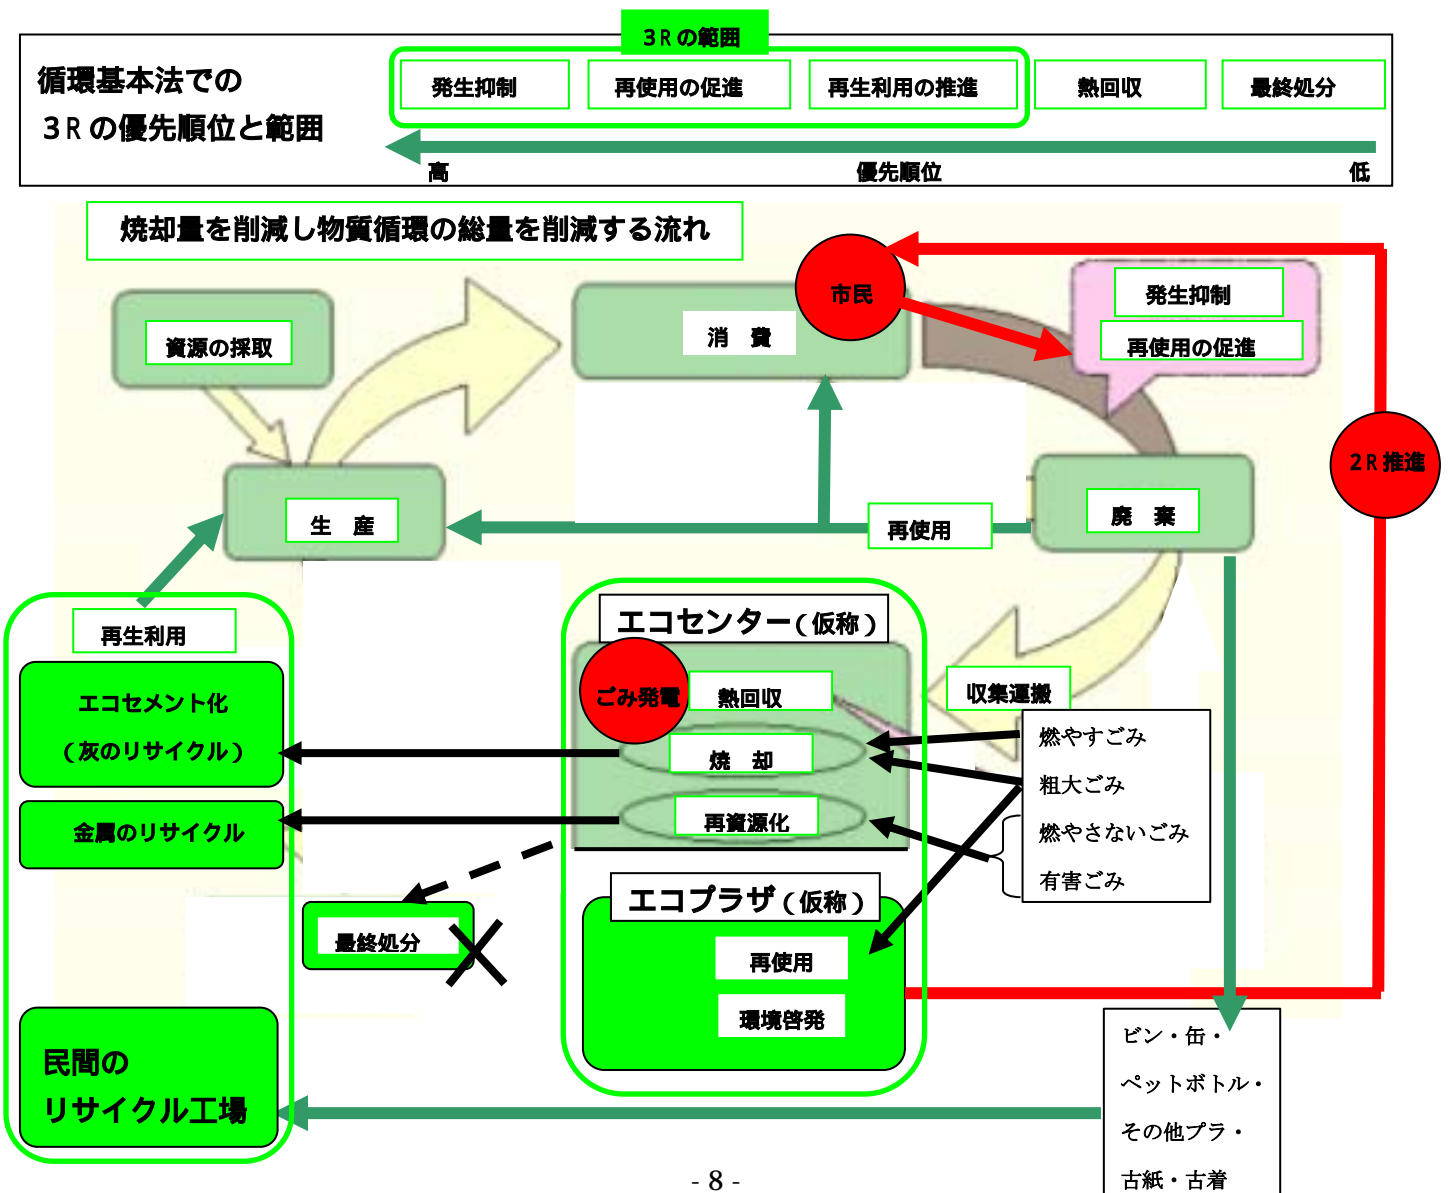 3Rの範囲
循環基本法での
3Rの優先順位と範囲
発生抑制
再使用の促進
再生利用の推進
熱回収
最終処分
高
優先順位
低
焼却量を削減し物質循環の総量を削減する流れ
市民
発生抑制
再使用の促進
消 費
資源の採取
2R推進
生 産
再使用
廃 棄
エコセンター(仮称)
再生利用
ごみ発電
熱回収
収集運搬
エコセメント化
(灰のリサイクル)
焼 却
燃やすごみ
粗大ごみ
再資源化
金属のリサイクル
燃やさないごみ
有害ごみ
エコプラザ(仮称)
最終処分
再使用
環境啓発
民間の
リサイクル工場
ビン・缶・
ペットボトル・
その他プラ・
古紙・古着
- 8 -